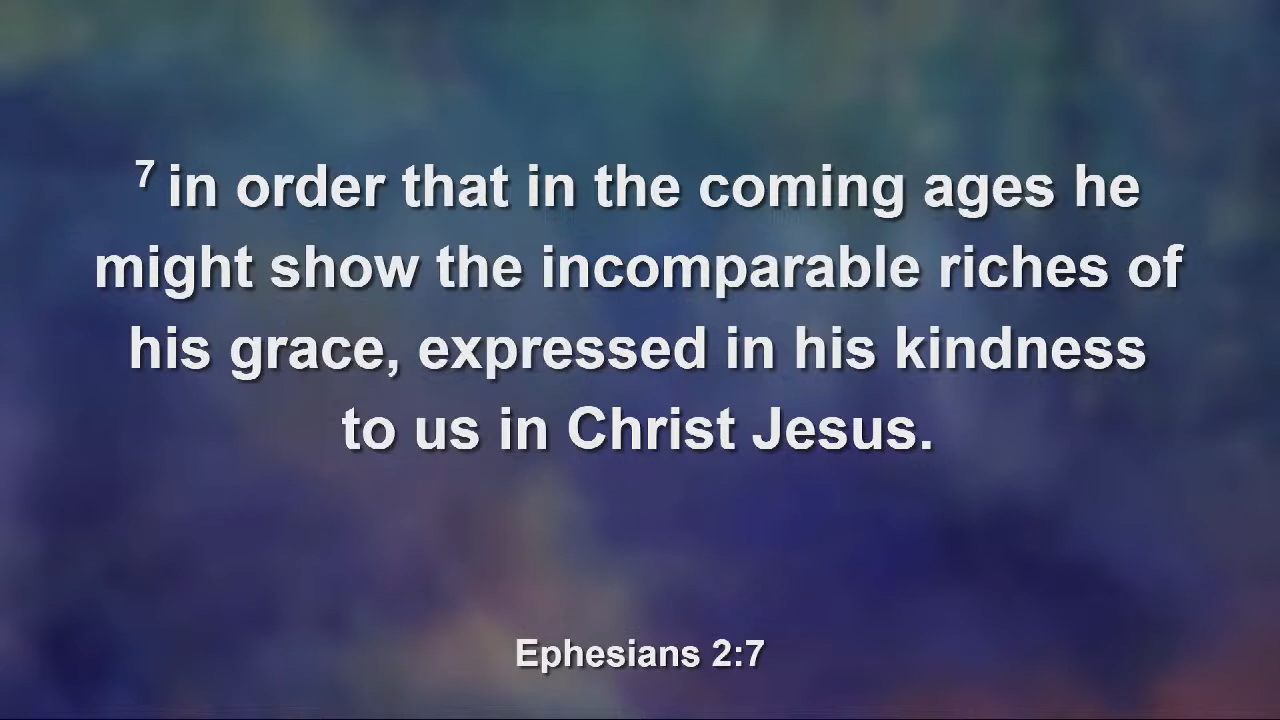 7 in order that in the coming ages he
might show the incomparable riches of
his grace, expressed in his kindness
to us in Christ Jesus.
Ephesians 2:7